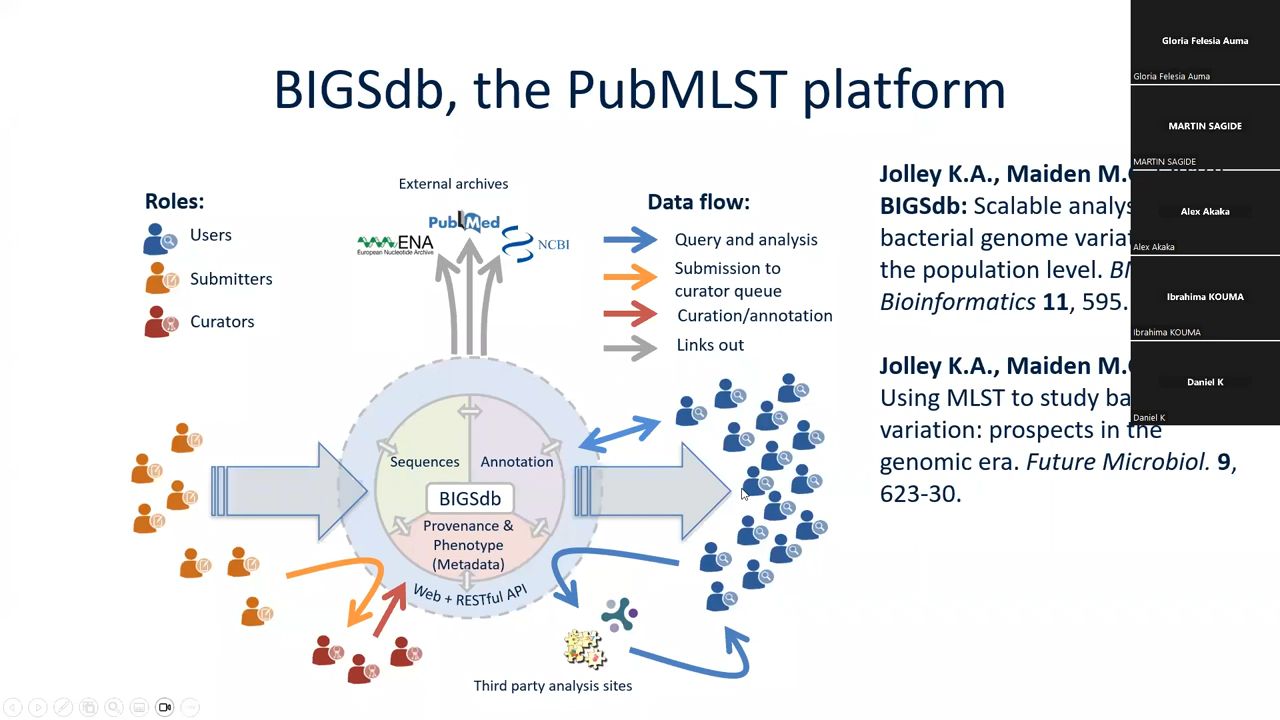 BIGSdb, the PubMLST platform
Roles:
Users
Submitters
Curators
External archives
PubMed
ENA
European Nucleotide Archive
NCBI
Data flow:
Query and analysis
Submission to
curator queue
Curation/annotation
Links out
Sequences
Annotation
BIGSdb
Provenance &
Phenotype
(Metadata)
Web + RESTful API
Third party analysis sites
Jolley K.A., Maiden M.
BIGSdb: Scalable
bacterial genome
the population level.
Bioinformatics 11, 595.
Jolley K.A., Maiden M.
Using MLST to study
variation: prospects in the
genomic era. Future Microbiol. 9,
623-30.
Gloria Felesia Auma
Gloria Felesia Auma
MARTIN SAGIDE
MARTIN SAGIDE
Alex Akaka
Alex Akaka
Ibrahima KOUMA
Ibrahima KOUMA
Daniel K
Daniel K